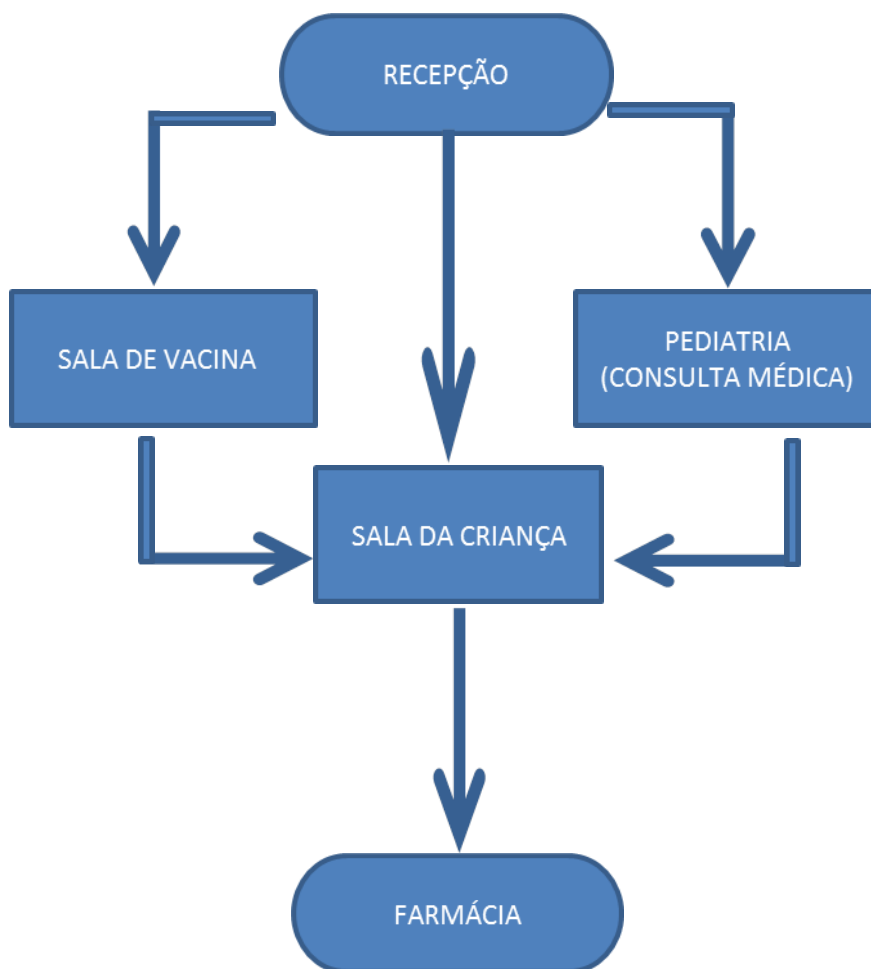 RECEPÇÃO
SALA DE VACINA
PEDIATRIA
(CONSULTA MÉDICA)
SALA DA CRIANÇA
FARMÁCIA